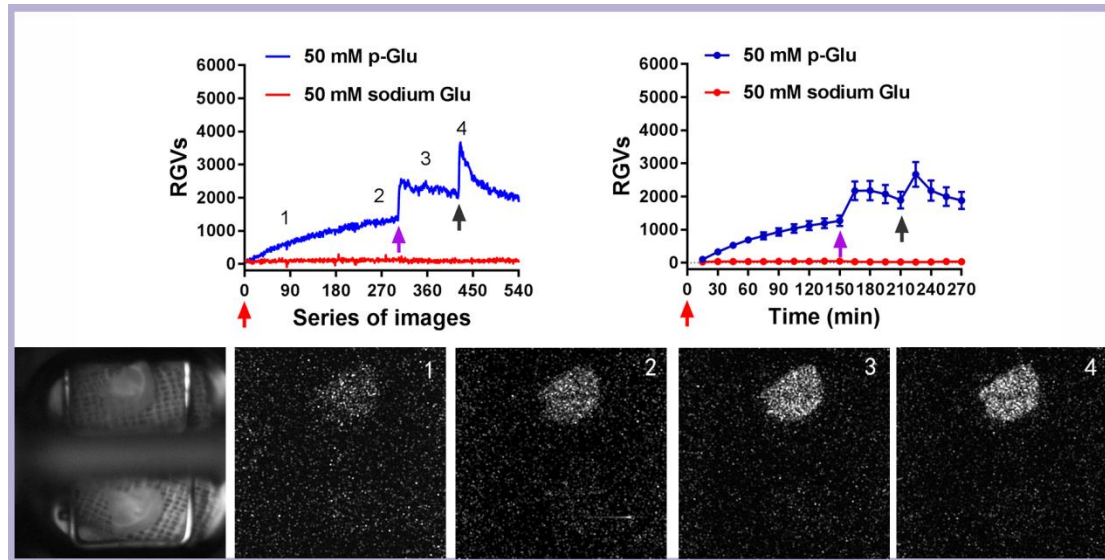 50 mM p-Glu
50 mM sodium Glu
6000
5000
4000
3000
2000
1000
0
RGVs
1
2
3
4
0 90 180 270 360 450 540
Series of images
50 mM p-Glu
50 mM sodium Glu
6000
5000
4000
3000
2000
1000
0
RGVs
0 30 60 90 120 150 180 210 240 270
Time (min)
1
2
3
4